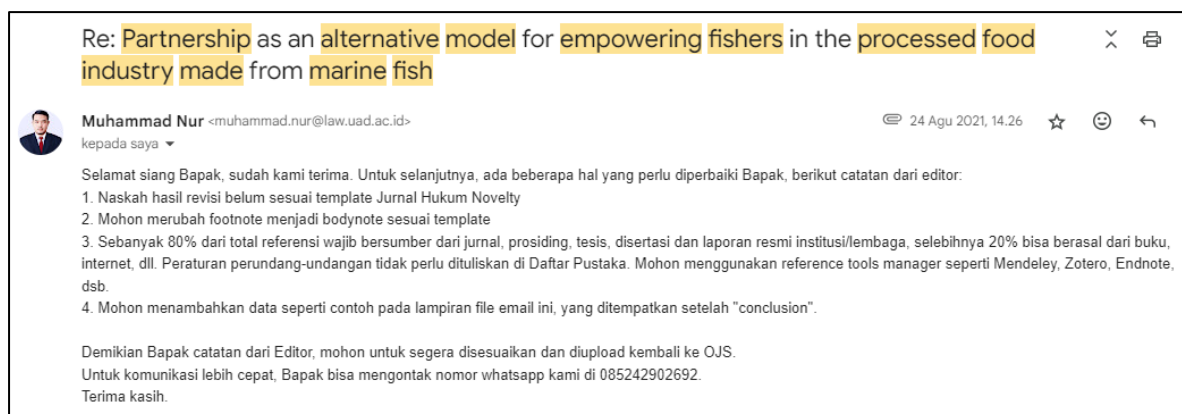 Re: Partnership as an alternative model for empowering fishers in the processed food
industry made from marine fish
Muhammad Nur <muhammad.nur@law.uad.ac.id>
24 Agu 2021, 14.26
kepada saya
Selamat siang Bapak, sudah kami terima. Untuk selanjutnya, ada beberapa hal yang perlu diperbaiki Bapak, berikut catatan dari editor:
1. Naskah hasil revisi belum sesuai template Jurnal Hukum Novelty
2. Mohon merubah footnote menjadi bodynote sesuai template
3. Sebanyak 80% dari total referensi wajib bersumber dari jurnal, prosiding, tesis, disertasi dan laporan resmi institusi/lembaga, selebihnya 20% bisa berasal dari buku,
internet, dll. Peraturan perundang-undangan tidak perlu dituliskan di Daftar Pustaka. Mohon menggunakan reference tools manager seperti Mendeley, Zotero, Endnote,
dsb.
4. Mohon menambahkan data seperti contoh pada lampiran file email ini, yang ditempatkan setelah "conclusion".
Demikian Bapak catatan dari Editor, mohon untuk segera disesuaikan dan diupload kembali ke OJS.
Untuk komunikasi lebih cepat, Bapak bisa mengontak nomor whatsapp kami di 085242902692.
Terima kasih.